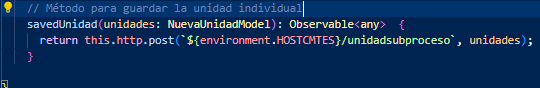 // Método para guardar la unidad individual
savedUnidad(unidades: NuevaUnidadModel): Observable<any>  {
return this.http.post(`${environment.HOSTCMTES}/unidadsubproceso`, unidades);
}